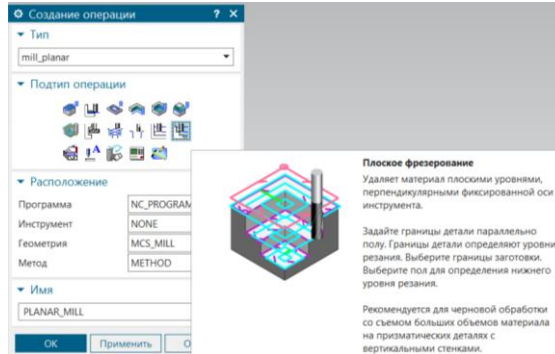 Создание операции
Тип
mill_planar
Подтип операции
Расположение
Программа NC_PROGRAM
Инструмент NONE
Геометрия MCS_MILL
Метод METHOD
Имя
PLANAR_MILL
ОК Применить О
Плоское фрезерование
Удаляет материал плоскими уровнями,
перпендикулярными фиксированной оси
инструмента.
Задайте границы детали параллельно
полу. Границы детали определяют уровни
резания. Выберите границы заготовки.
Выберите пол для определения нижнего
уровня резания.
Рекомендуется для черновой обработки
со съемом больших объемов материала
на призматических деталях с
вертикальными стенками.